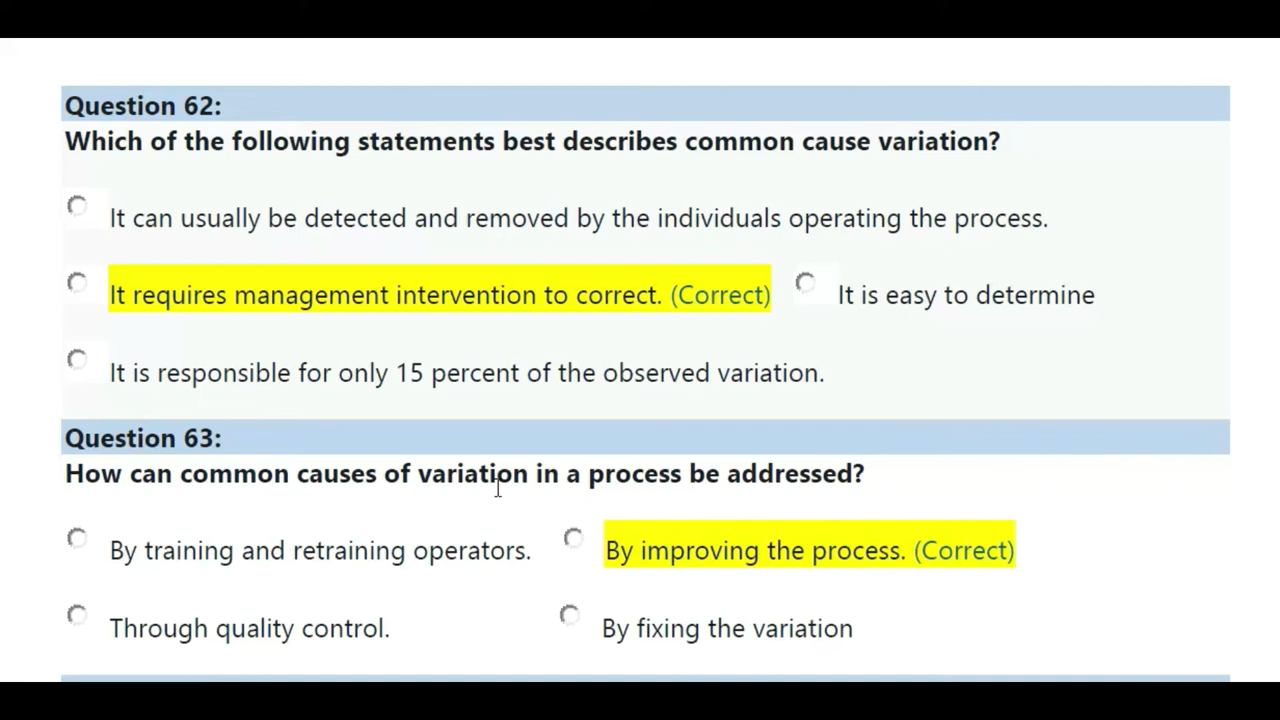 Question 62:
Which of the following statements best describes common cause variation?
It can usually be detected and removed by the individuals operating the process.
It requires management intervention to correct. (Correct) It is easy to determine
It is responsible for only 15 percent of the observed variation.
Question 63:
How can common causes of variation in a process be addressed?
By training and retraining operators. By improving the process. (Correct)
Through quality control. By fixing the variation